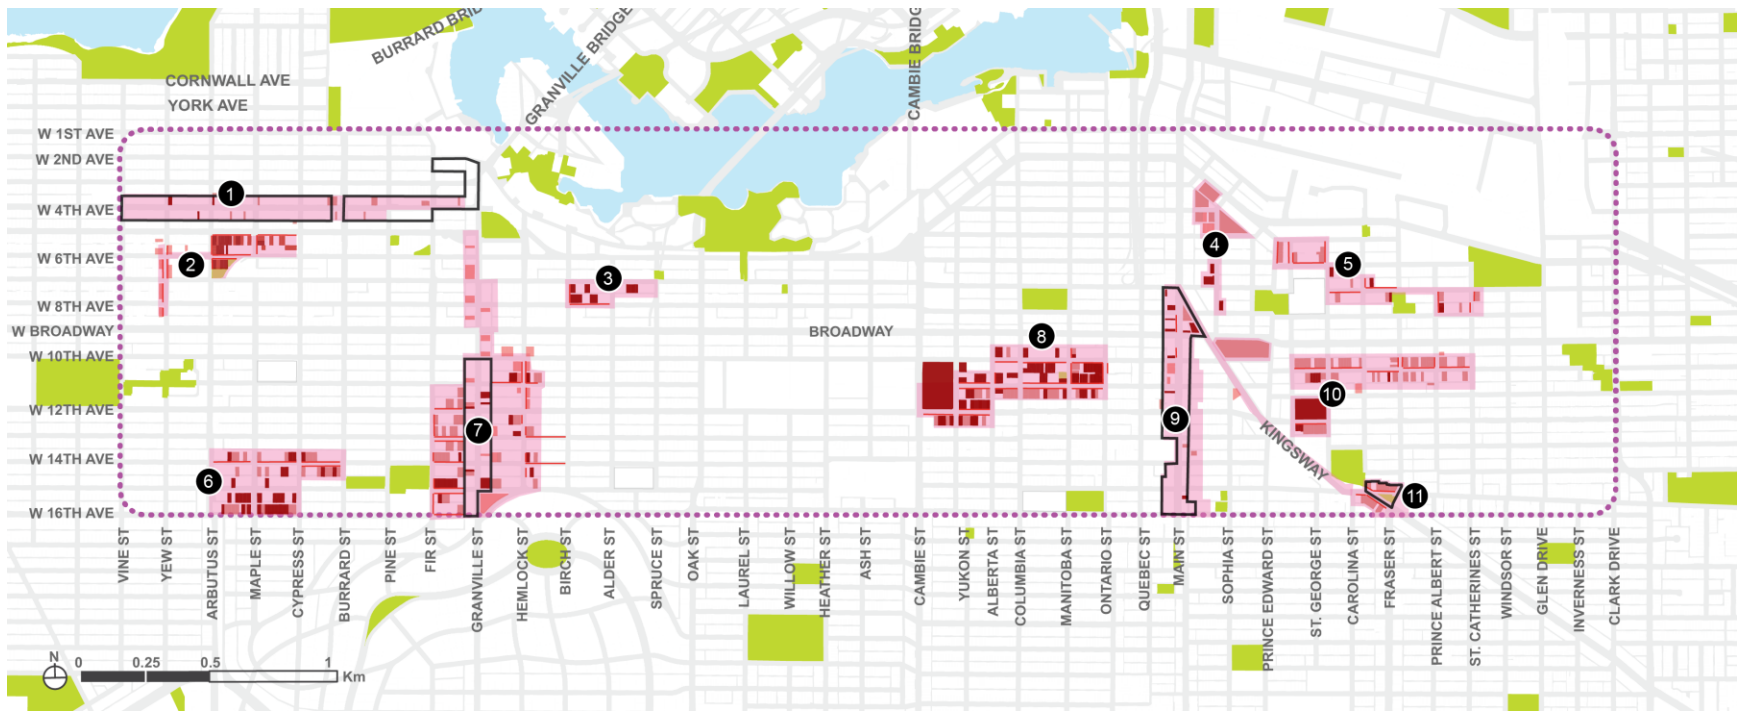 BURRARD BRID
GRANVILLE BRIDGE
CAMBIE BRIDG
CORNWALL AVE
YORK AVE
W 1ST AVE
W 2ND AVE
W 4TH AVE
W 6TH AVE
W 8TH AVE
W BROADWAY
BROADWAY
W 10TH AVE
W 12TH AVE
W 14TH AVE
W 16TH AVE
1
2
3
4
5
6
7
8
9
10
11
KINGSWAY
VINE ST
YEW ST
ARBUTUS ST
MAPLE ST
CYPRESS ST
BURRARD ST
PINE ST
FIR ST
GRANVILLE ST
HEMLOCK ST
BIRCH ST
ALDER ST
SPRUCE ST
OAK ST
LAUREL ST
WILLOW ST
HEATHER ST
ASH ST
CAMBIE ST
YUKON ST
ALBERTA ST
COLUMBIA ST
MANITOBA ST
ONTARIO ST
QUEBEC ST
MAIN ST
SOPHIA ST
PRINCE EDWARD ST
ST. GEORGE ST
CAROLINA ST
FRASER ST
PRINCE ALBERT ST
ST. CATHERINES ST
WINDSOR ST
GLEN DRIVE
INVERNESS ST
CLARK DRIVE
N
0 0.25 0.5 1
Km